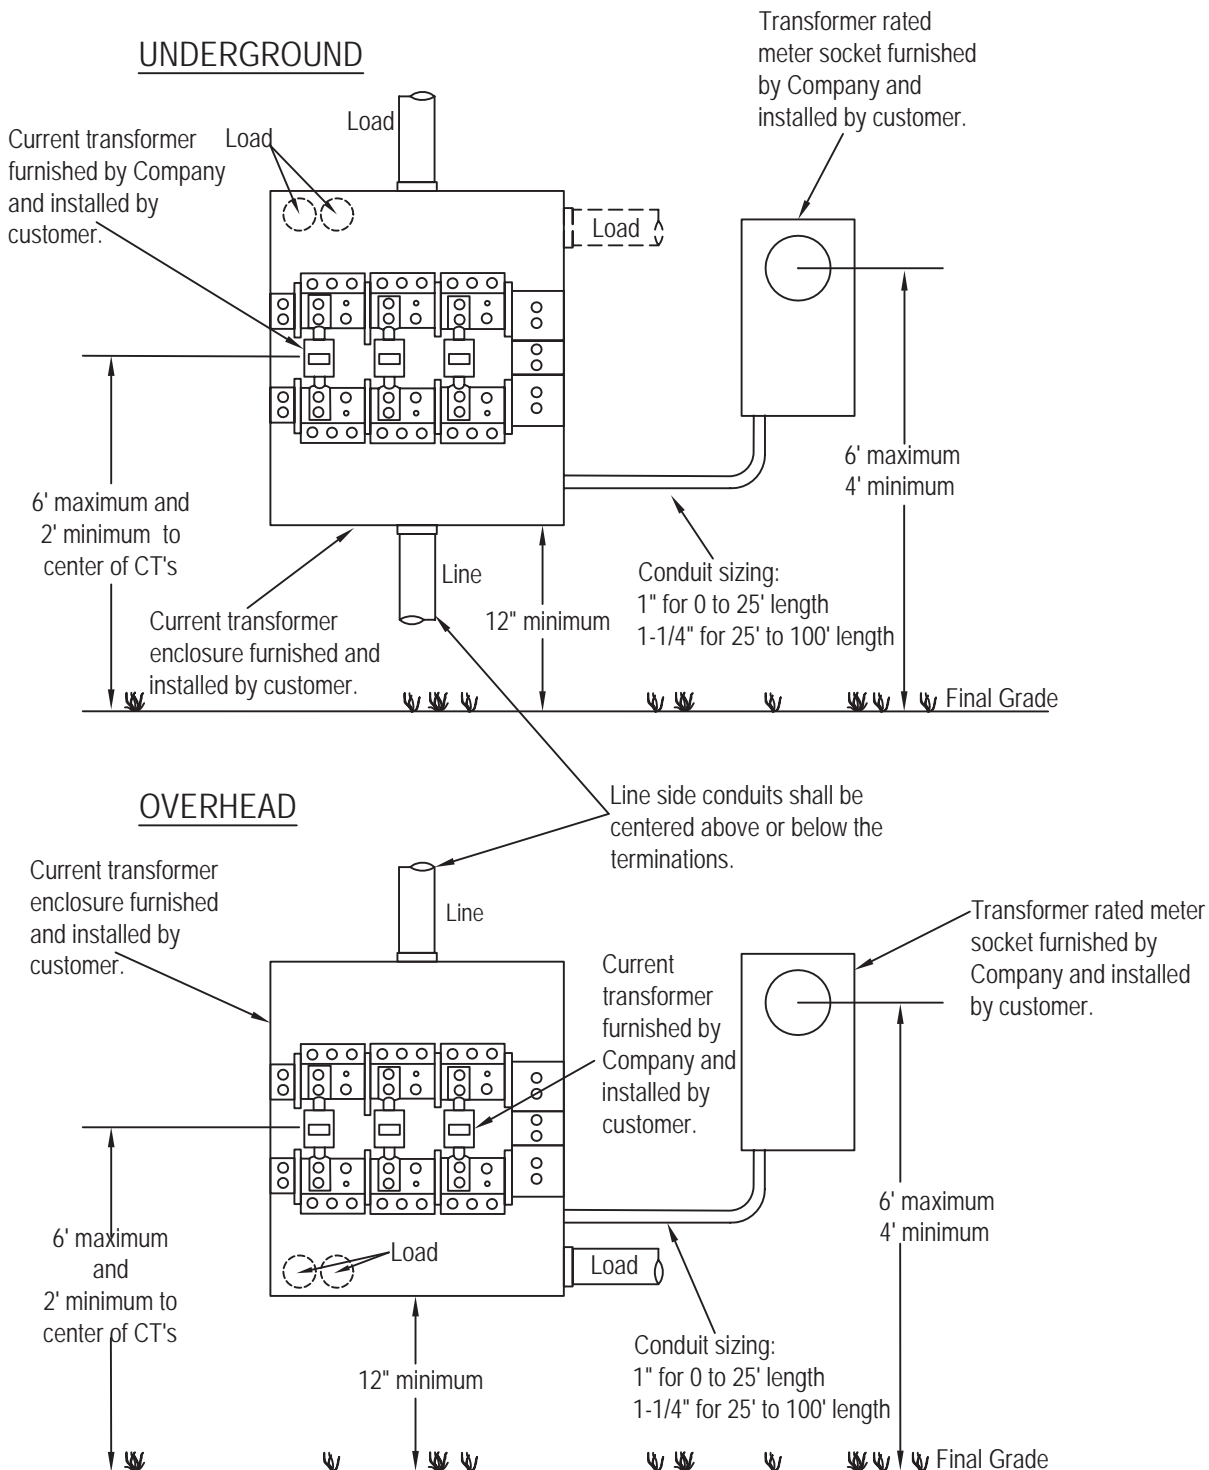 UNDERGROUND
Transformer rated
meter socket furnished
by Company and
installed by customer.
Load
Current transformer
furnished by Company
and installed by
customer.
Load
Load
6' maximum and
2' minimum to
center of CT's
6' maximum
4' minimum
Line
12" minimum
Conduit sizing:
1" for 0 to 25' length
1-1/4" for 25' to 100' length
Current transformer
enclosure furnished and
installed by customer.
Final Grade
OVERHEAD
Line side conduits shall be
centered above or below the
terminations.
Current transformer
enclosure furnished
and installed by
customer.
Line
Current
transformer
furnished by
Company and
installed by
customer.
Transformer rated meter
socket furnished by
Company and installed
by customer.
6' maximum
and
2' minimum to
center of CT's
Load
Load
6' maximum
4' minimum
12" minimum
Conduit sizing:
1" for 0 to 25' length
1-1/4" for 25' to 100' length
Final Grade